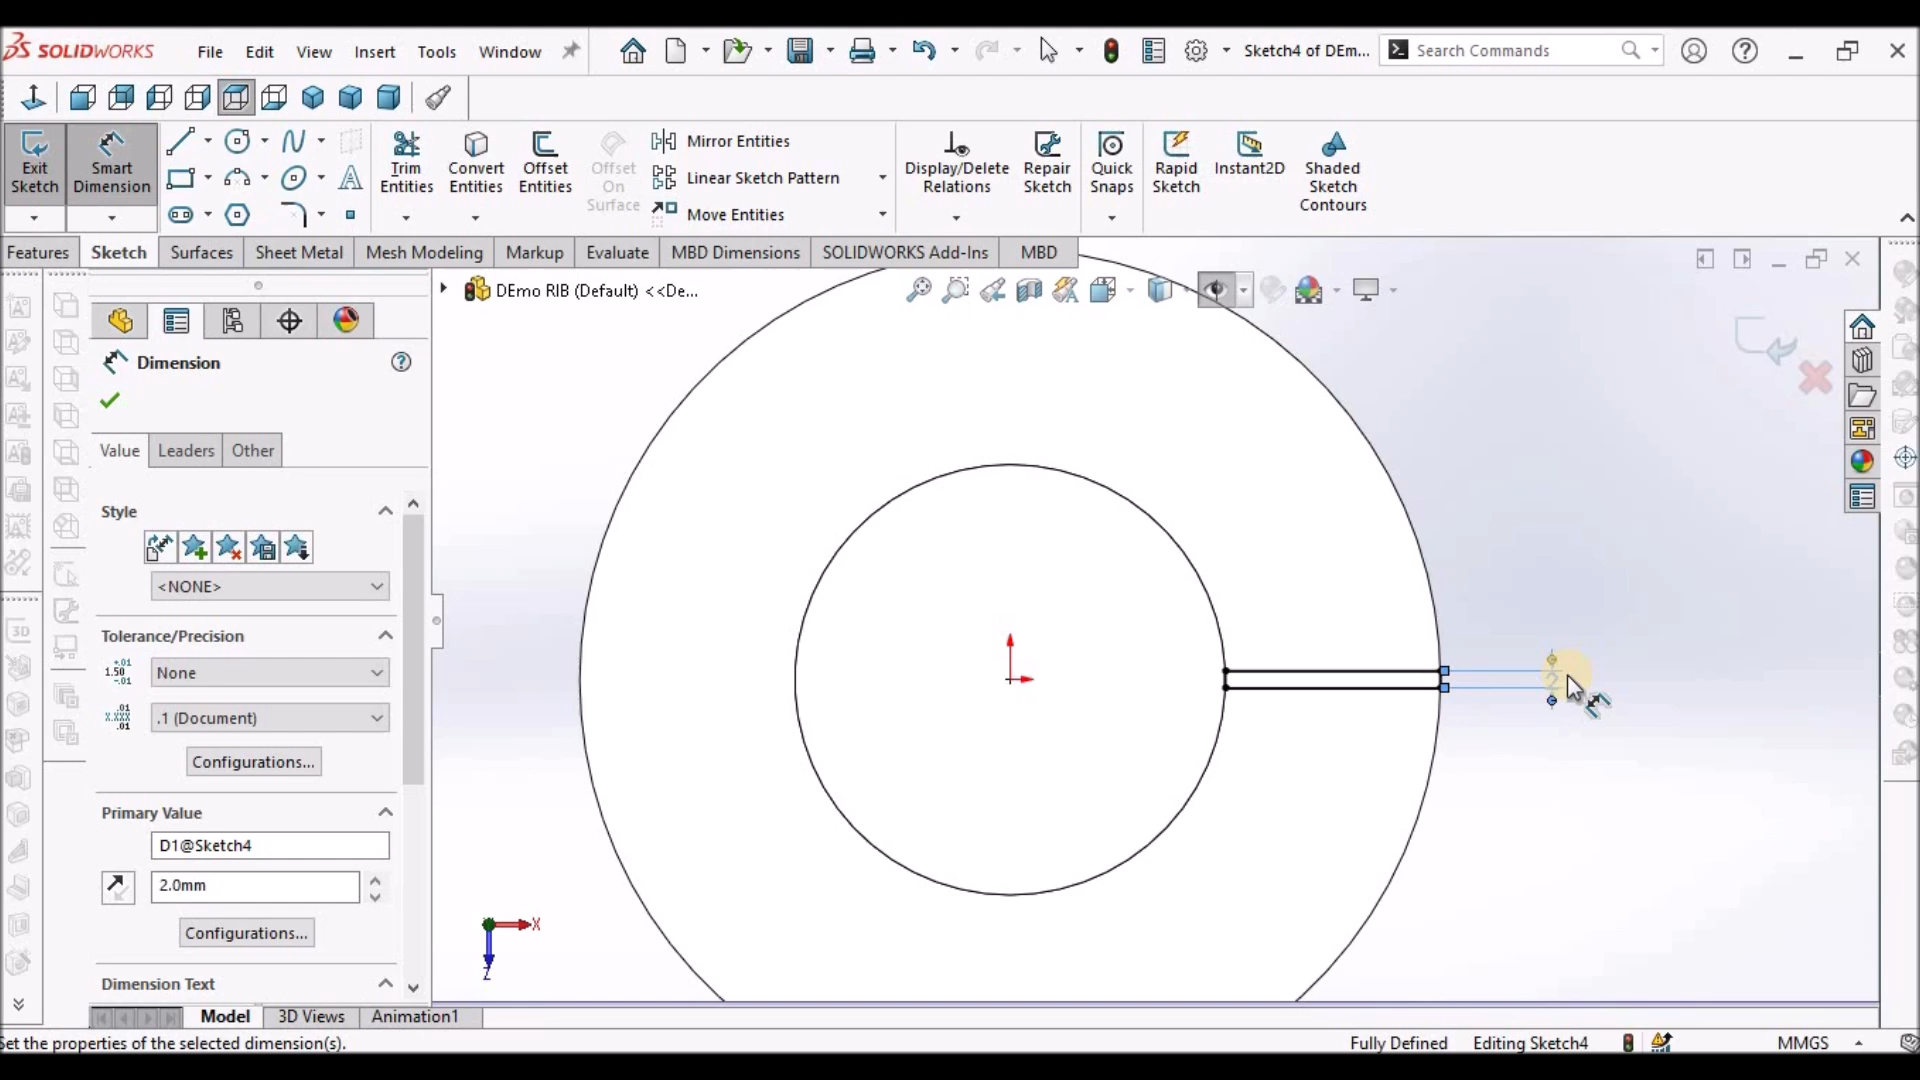 SOLIDWORKS
File Edit View Insert Tools Window
Sketch4 of DEm...
Search Commands
Exit Sketch
Smart Dimension
Trim Entities
Convert Entities
Offset Entities
Offset On Surface
Mirror Entities
Linear Sketch Pattern
Move Entities
Display/Delete Relations
Repair Sketch
Quick Snaps
Rapid Sketch
Instant2D
Shaded Sketch Contours
Features Sketch Surfaces Sheet Metal Mesh Modeling Markup Evaluate MBD Dimensions SOLIDWORKS Add-Ins MBD
DEmo RIB (Default) <<De...
Dimension
Value Leaders Other
Style
<NONE>
Tolerance/Precision
None
.1 (Document)
Configurations...
Primary Value
D1@Sketch4
2.0mm
Configurations...
Dimension Text
2
X
Z
Model 3D Views Animation1
et the properties of the selected dimension(s).
Fully Defined Editing Sketch4 MMGS